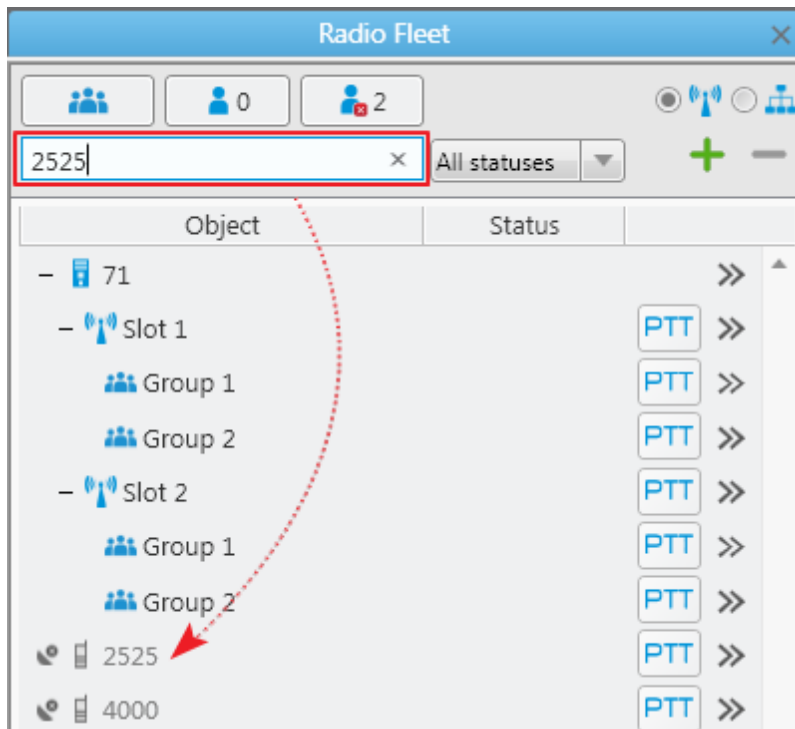 Radio Fleet
0 2
2525 All statuses
Object Status
71
Slot 1 PTT
Group 1 PTT
Group 2 PTT
Slot 2 PTT
Group 1 PTT
Group 2 PTT
2525 PTT
4000 PTT